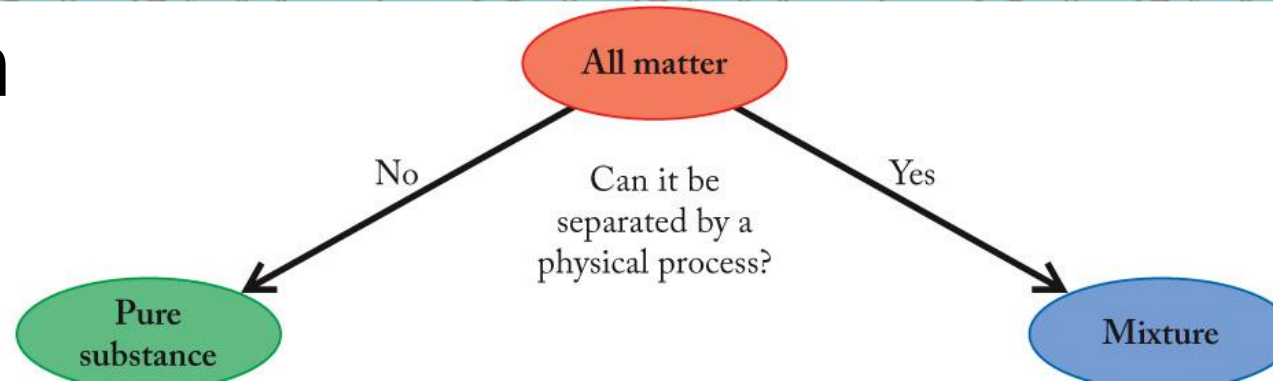 All matter
No
Can it be
separated by a
physical process?
Yes
Pure
substance
Mixture